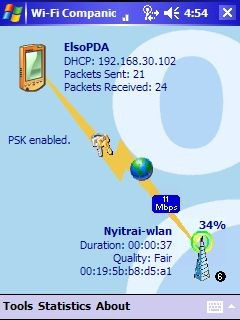 Wi-Fi Companic 4:54
ElsoPDA
DHCP: 192.168.30.102
Packets Sent: 21
Packets Received: 24
PSK enabled.
11
Mbps
34%
Nyitrai-wlan
Duration: 00:00:37
Quality: Fair
00:19:5b:b8:d5:a1
6
Tools Statistics About